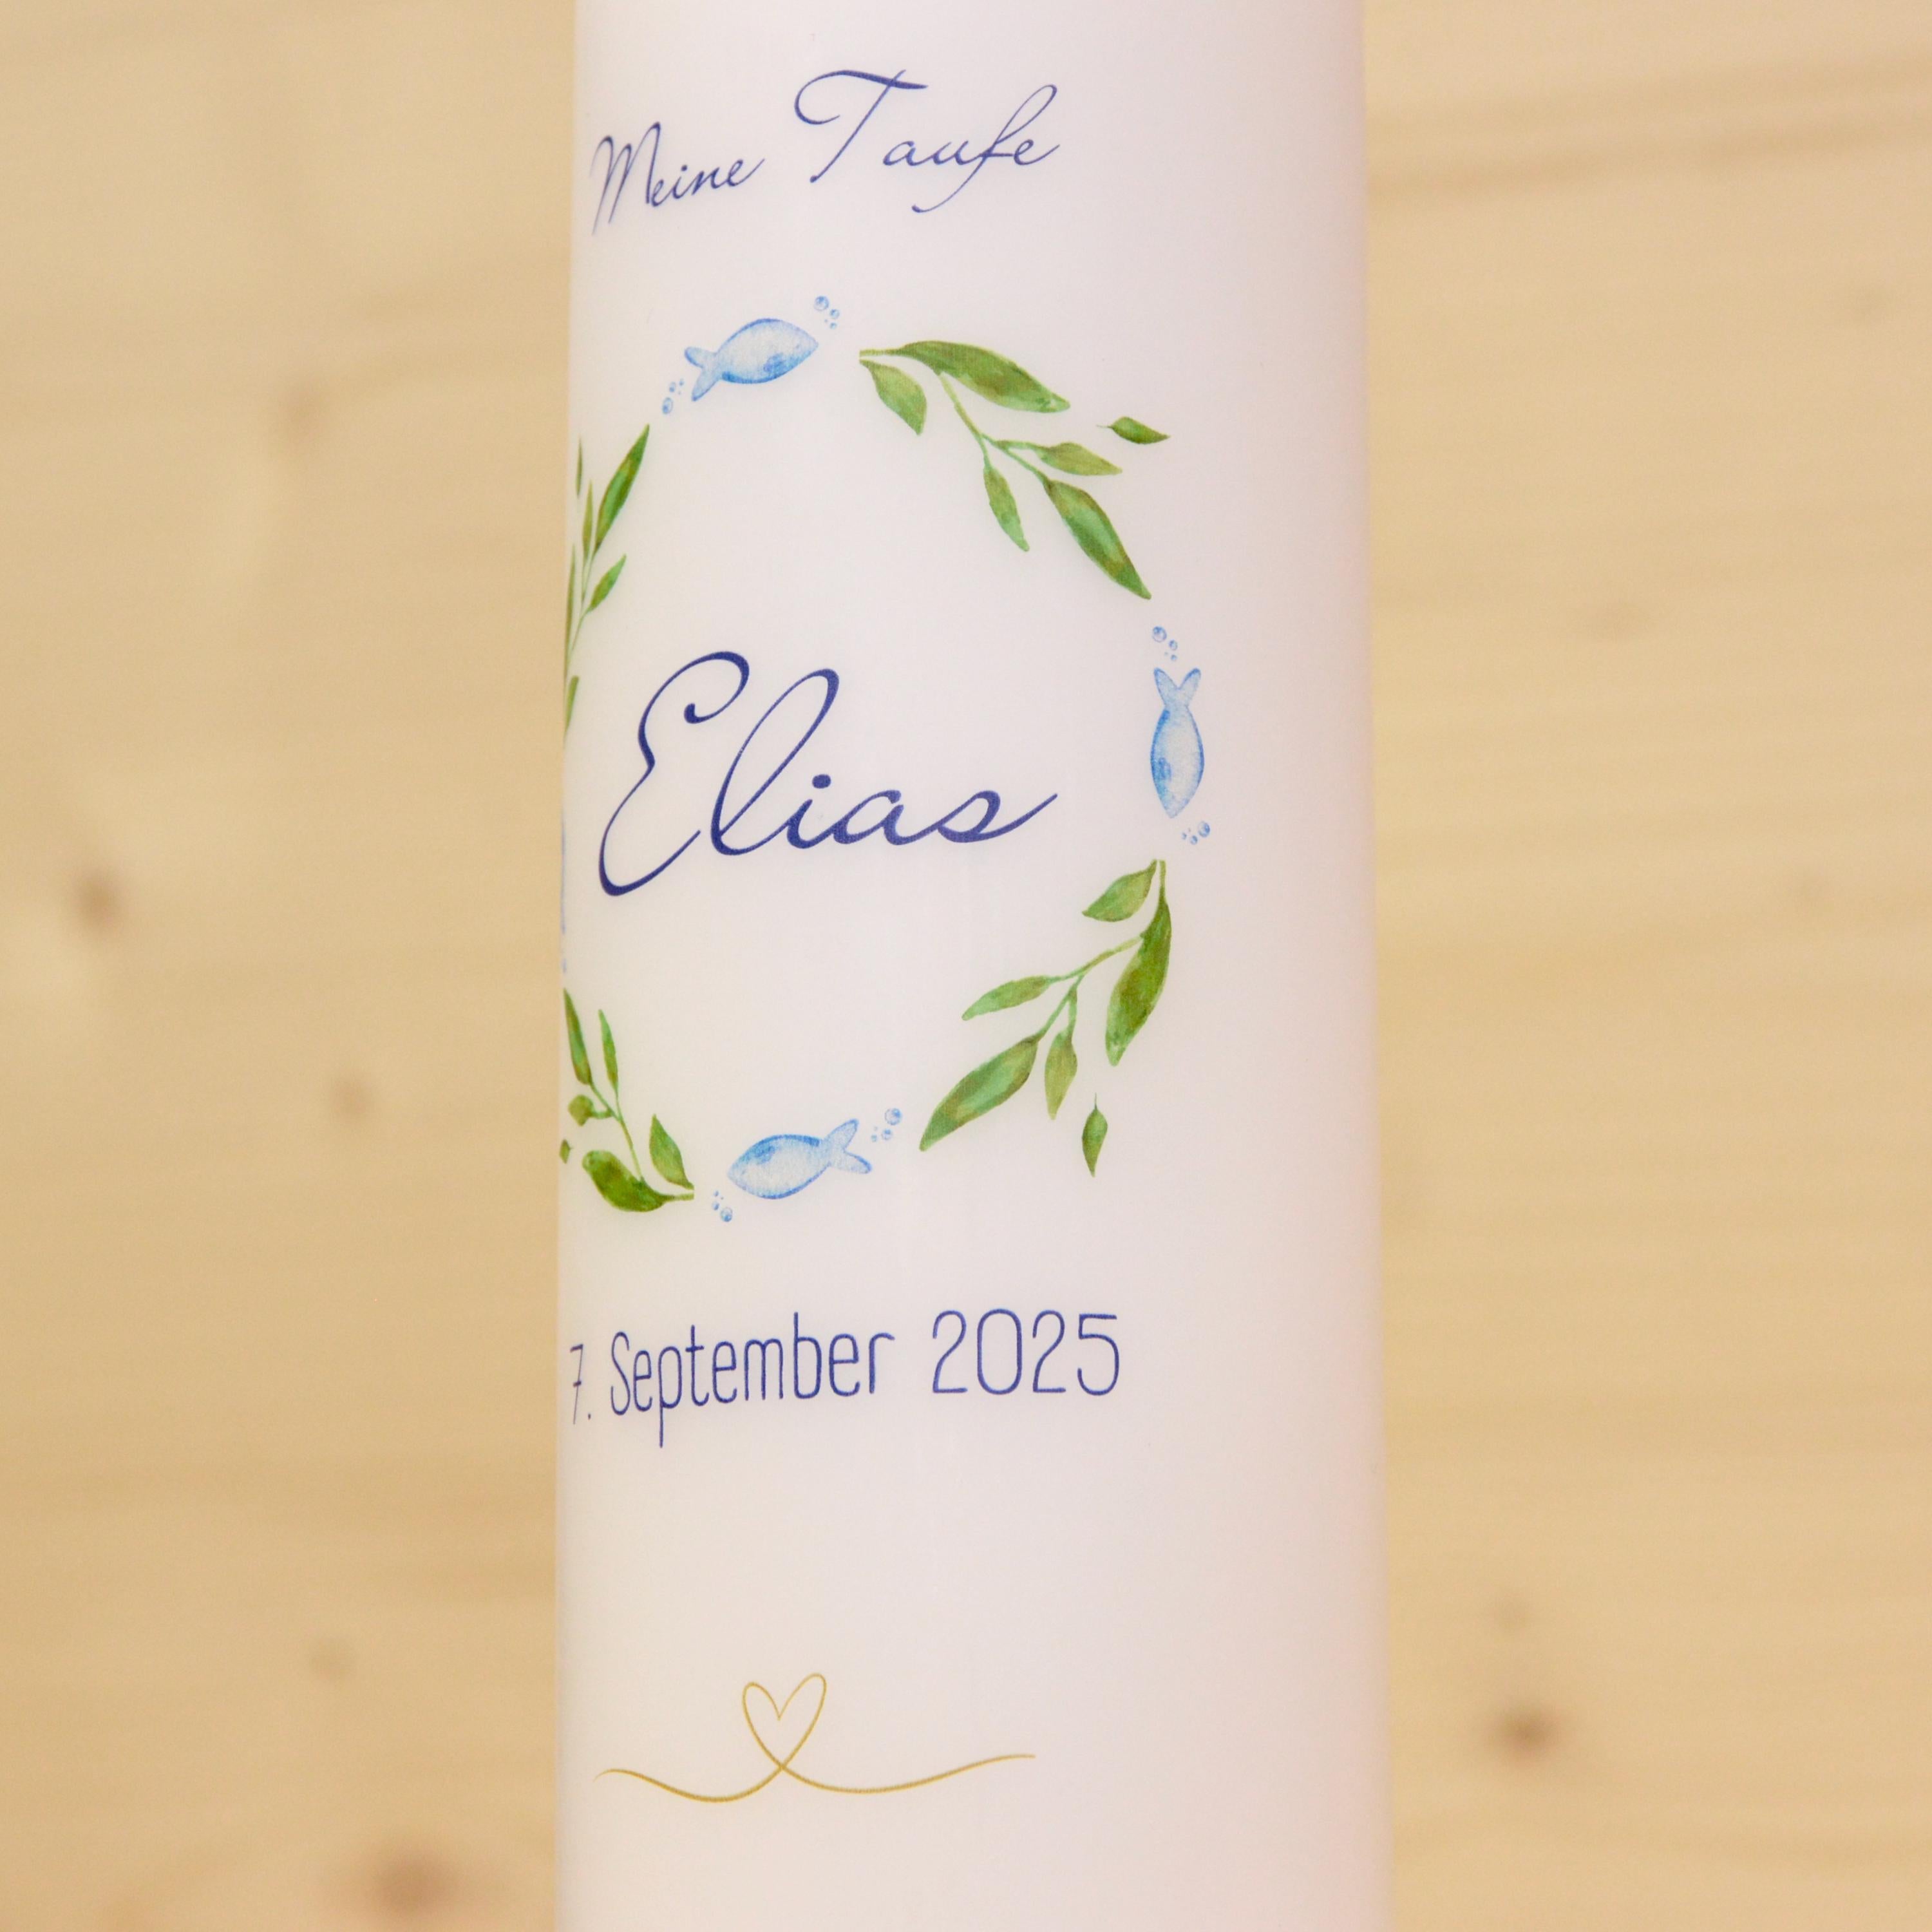 Meine Taufe
Elias
7. September 2025